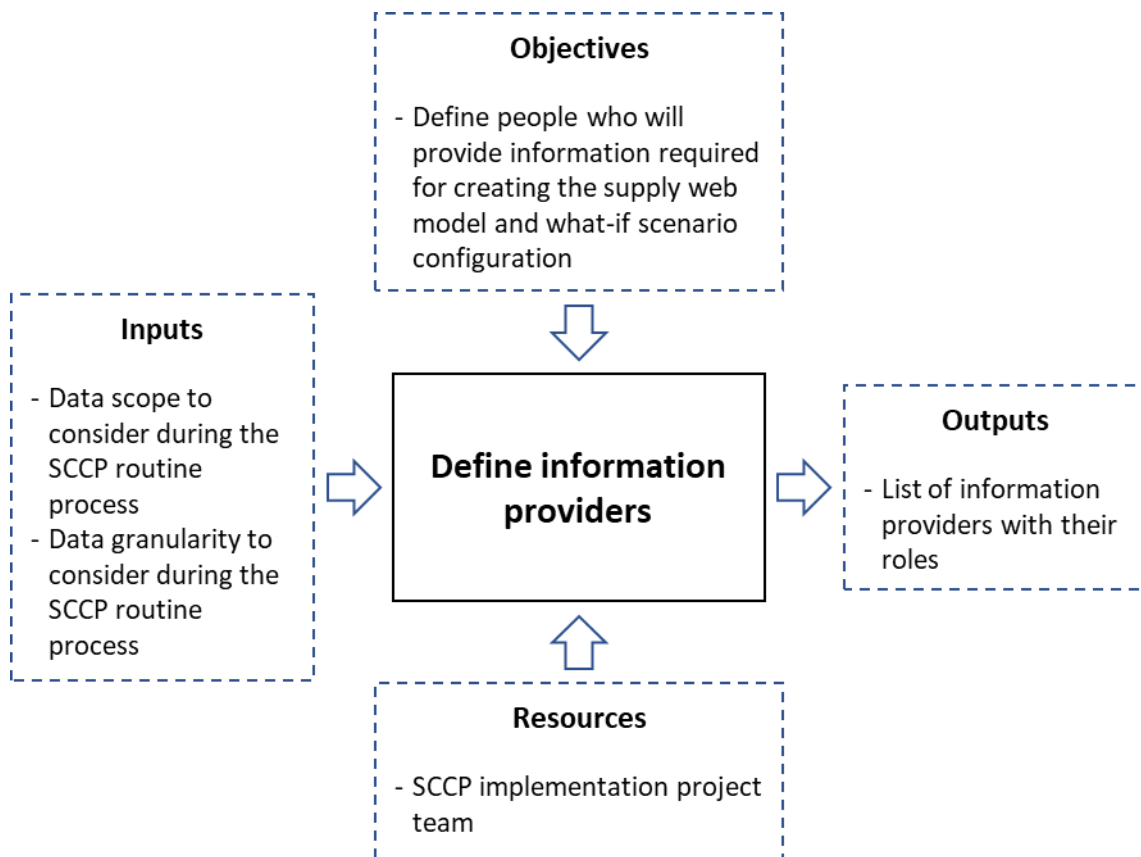 Objectives
- Define people who will
provide information required
for creating the supply web
model and what-if scenario
configuration
Inputs
- Data scope to
consider during the
SCCP routine
process
- Data granularity to
consider during the
SCCP routine
process
Define information
providers
Outputs
- List of information
providers with their
roles
Resources
- SCCP implementation project
team